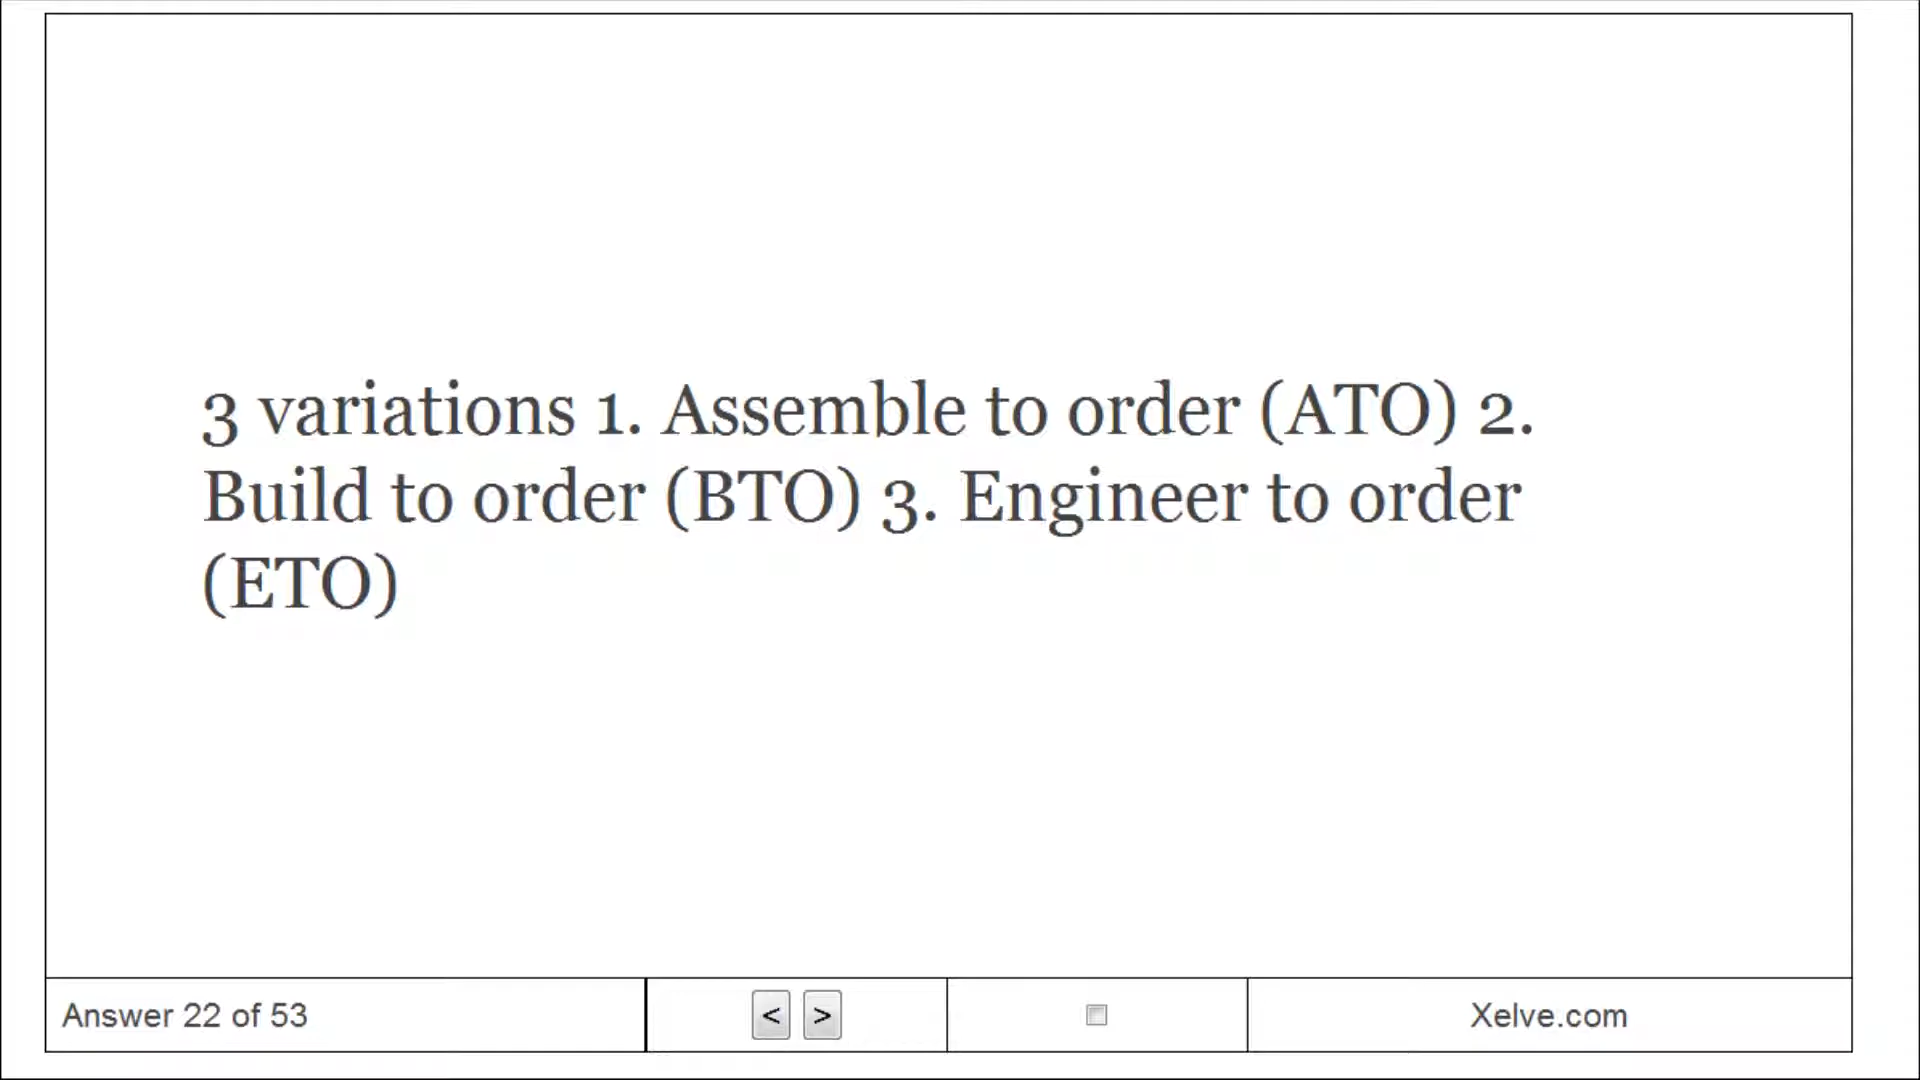 3 variations 1. Assemble to order (ATO) 2.
Build to order (BTO) 3. Engineer to order
(ETO)
Answer 22 of 53
< >
Xelve.com